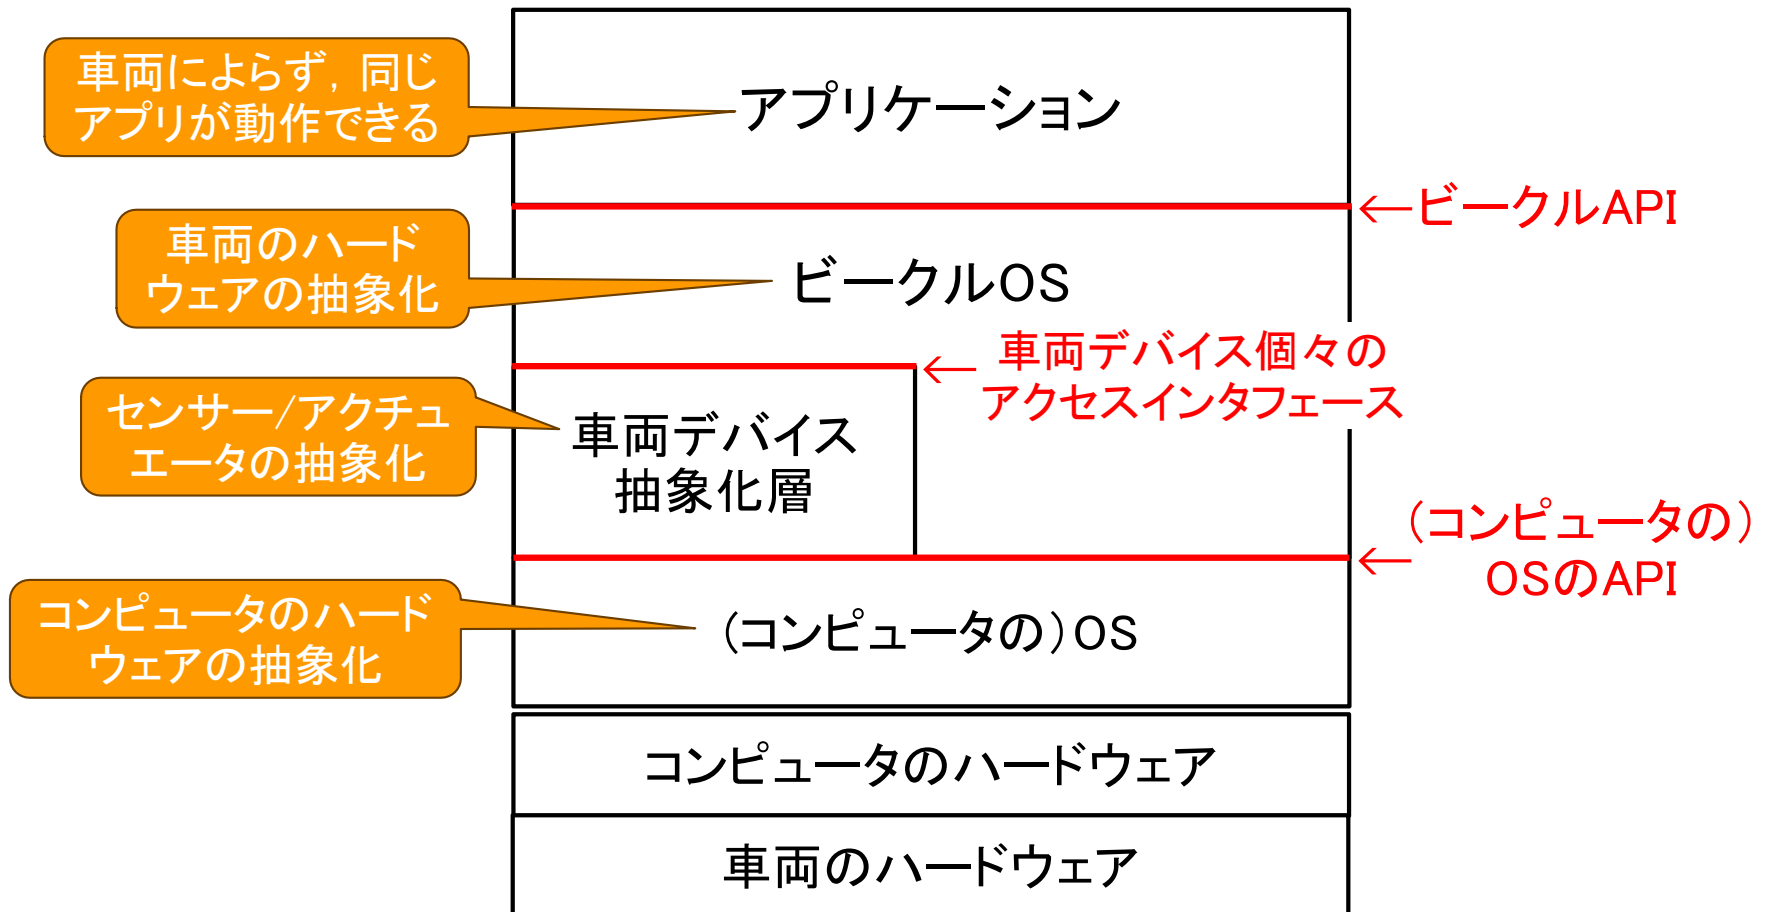 車両によらず，同じ
アプリが動作できる
アプリケーション
←ビークルAPI
車両のハード
ウェアの抽象化
ビークルOS
← 車両デバイス個々の
アクセスインタフェース
センサー/アクチュ
エータの抽象化
車両デバイス
抽象化層
（コンピュータの）
← OSのAPI
コンピュータのハード
ウェアの抽象化
（コンピュータの）OS
コンピュータのハードウェア
車両のハードウェア